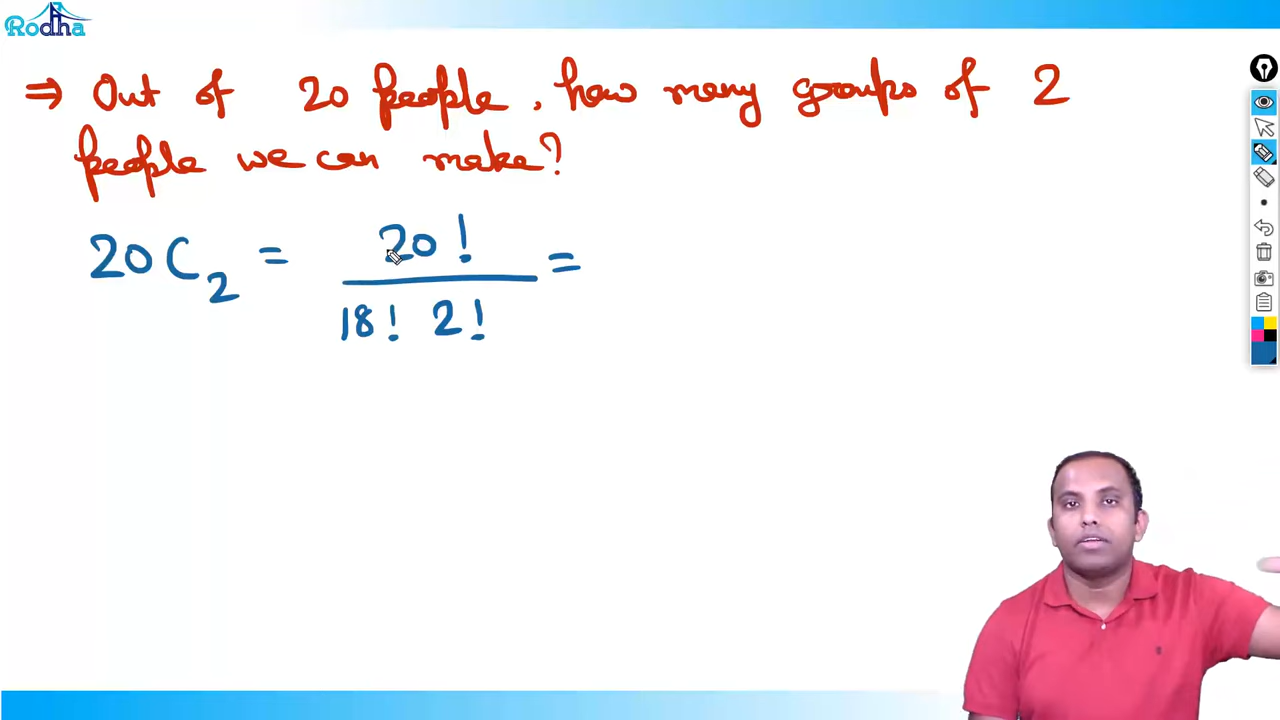 Rodha
⇒ Out of 20 people, how many groups of 2
people we can make?
20C₂ = 20! / 18! 2! =